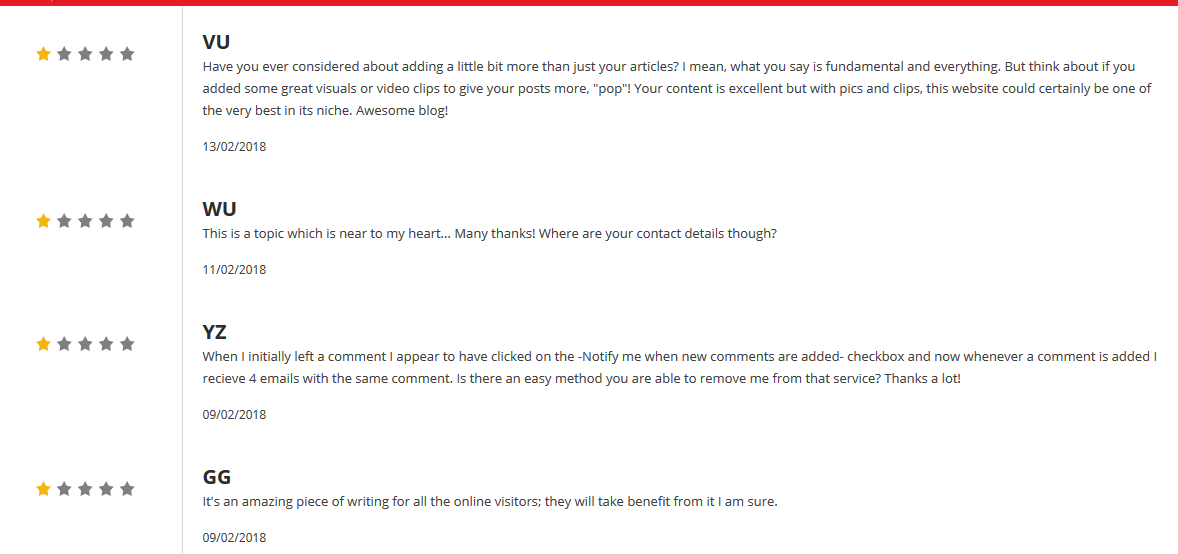 VU
Have you ever considered about adding a little bit more than just your articles? I mean, what you say is fundamental and everything. But think about if you
added some great visuals or video clips to give your posts more, "pop"! Your content is excellent but with pics and clips, this website could certainly be one of
the very best in its niche. Awesome blog!
13/02/2018
WU
This is a topic which is near to my heart... Many thanks! Where are your contact details though?
11/02/2018
YZ
When I initially left a comment I appear to have clicked on the -Notify me when new comments are added- checkbox and now whenever a comment is added I
recieve 4 emails with the same comment. Is there an easy method you are able to remove me from that service? Thanks a lot!
09/02/2018
GG
It's an amazing piece of writing for all the online visitors; they will take benefit from it I am sure.
09/02/2018